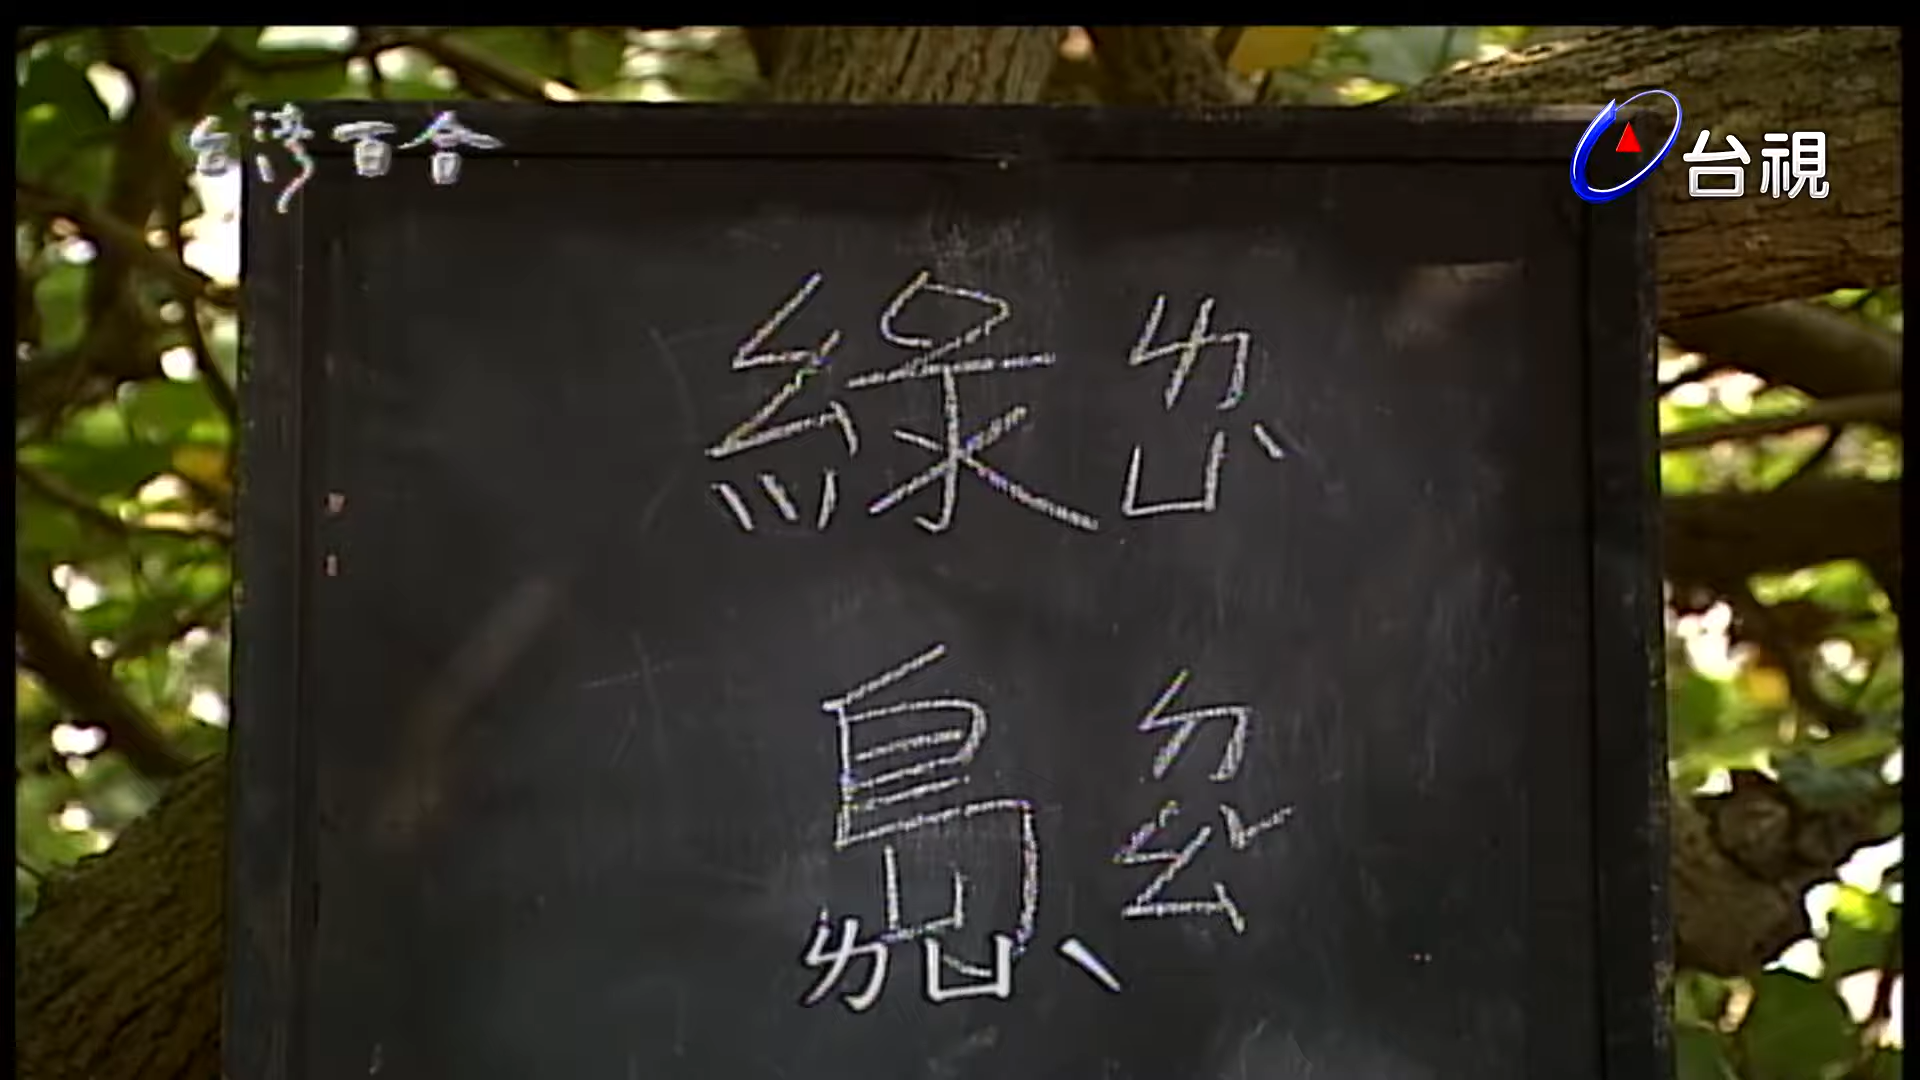 台灣百合
台視
綠 ㄌㄩˋ
島 ㄉㄠˇ
ㄌㄩˋ